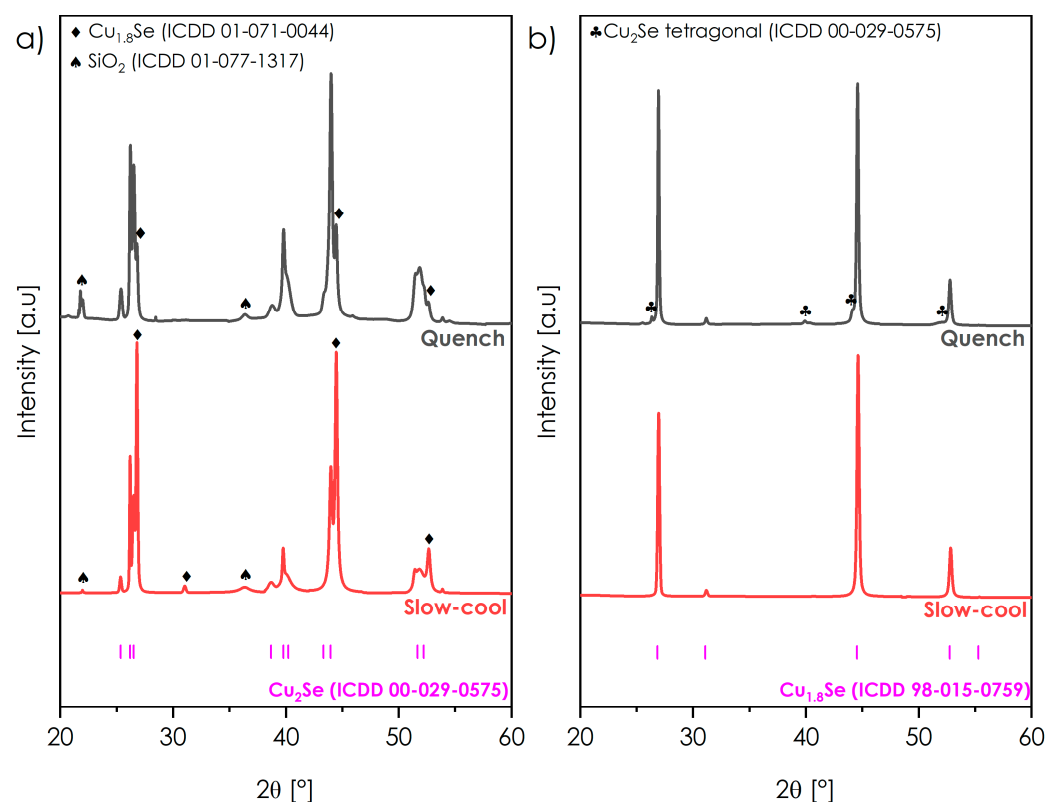 a)
♦ Cu₁.₈Se (ICDD 01-071-0044)
♠ SiO₂ (ICDD 01-077-1317)
Intensity [a.u]
Quench
Slow-cool
Cu₂Se (ICDD 00-029-0575)
20 30 40 50 60
2θ [°]
b)
♣Cu₂Se tetragonal (ICDD 00-029-0575)
Intensity [a.u]
Quench
Slow-cool
Cu₁.₈Se (ICDD 98-015-0759)
20 30 40 50 60
2θ [°]